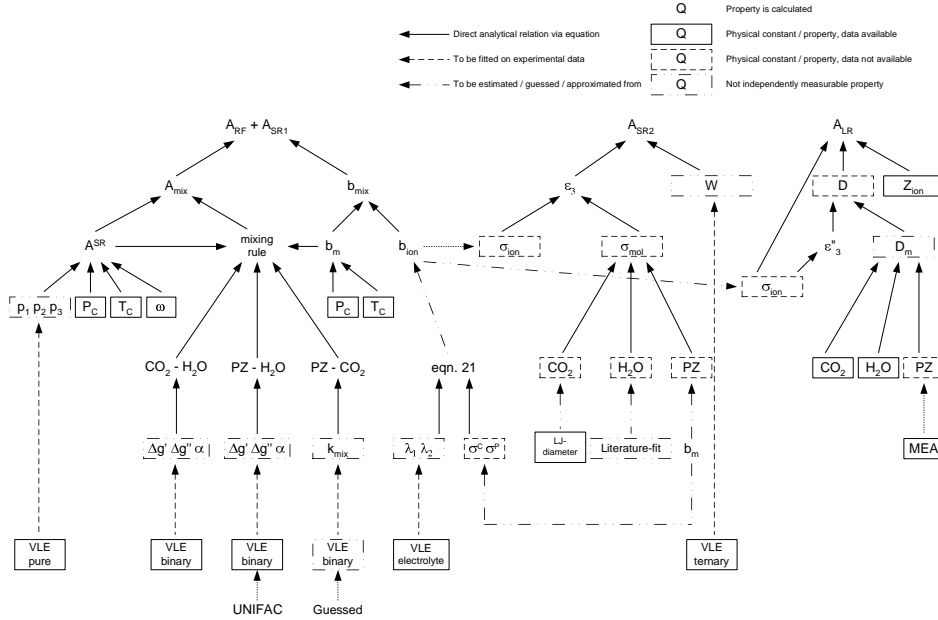 Q Property is calculated
Direct analytical relation via equation Q Physical constant / property, data available
To be fitted on experimental data Q Physical constant / property, data not available
To be estimated / guessed / approximated from Q Not independently measurable property
A_RF + A_SR1 A_SR2 A_LR
A_mix b_mix ε_3 W D Z_ion
A^SR mixing rule b_m b_ion σ_ion σ_mol ε"_3 D_m
p_1 p_2 p_3 P_C T_C ω P_C T_C σ_ion
CO_2 - H_2O PZ - H_2O PZ - CO_2 eqn. 21 CO_2 H_2O PZ CO_2 H_2O PZ
Δg' Δg'' α Δg' Δg'' α k_mix λ_1 λ_2 σ^C σ^P LJ-diameter Literature-fit b_m MEA
VLE pure VLE binary VLE binary VLE binary VLE electrolyte VLE ternary
UNIFAC Guessed